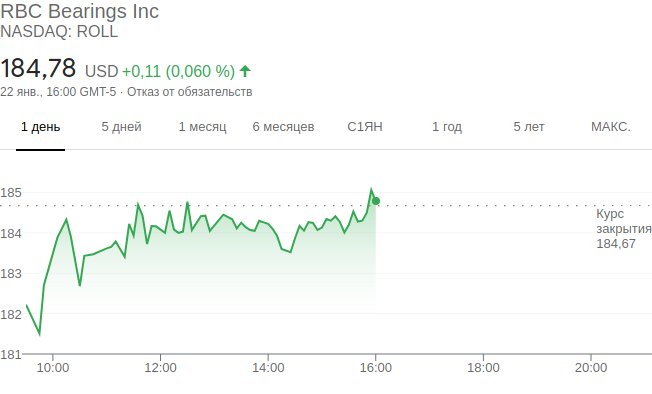 RBC Bearings Inc
NASDAQ: ROLL
184,78 USD +0,11 (0,060 %)
22 янв., 16:00 GMT-5 · Отказ от обязательств
1 день 5 дней 1 месяц 6 месяцев С1ЯН 1 год 5 лет МАКС.
185
Курс
184
закрытия
184,67
183
182
181
10:00 12:00 14:00 16:00 18:00 20:00